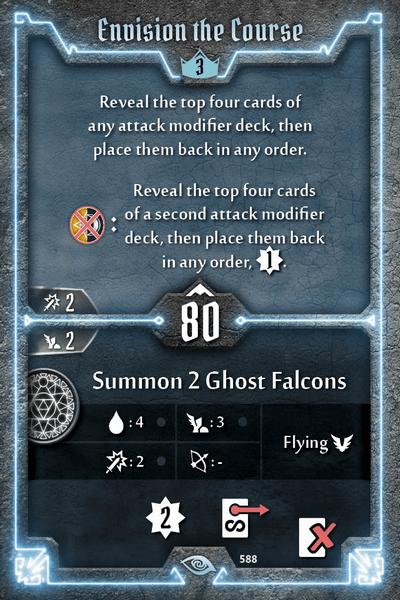 Envision the Course
3
Reveal the top four cards of
any attack modifier deck, then
place them back in any order.
Reveal the top four cards
: of a second attack modifier
deck, then place them back
in any order, 1.
2
80
2
Summon 2 Ghost Falcons
: 4
: 3
Flying
: 2
: -
2
588